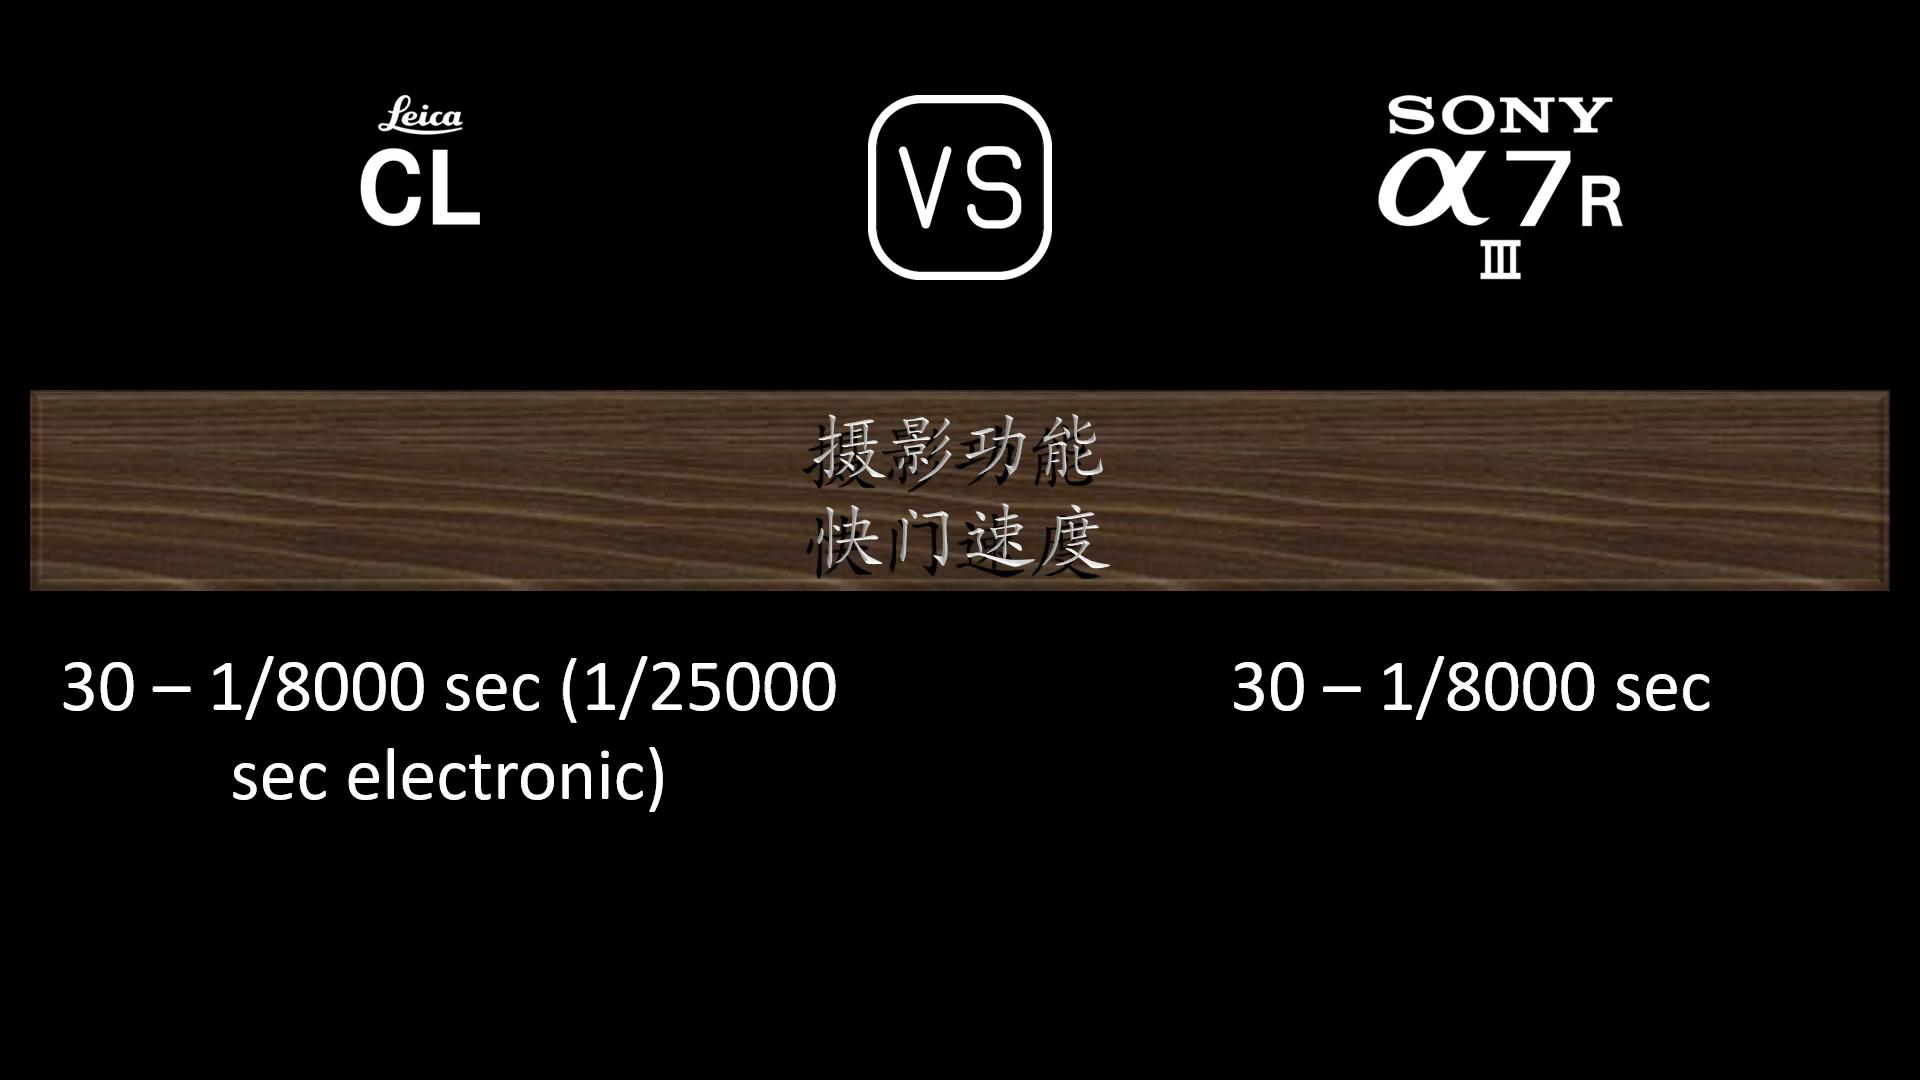 Leica
CL
VS
SONY
α7R
III
摄影功能
快门速度
30 – 1/8000 sec (1/25000
sec electronic)
30 – 1/8000 sec